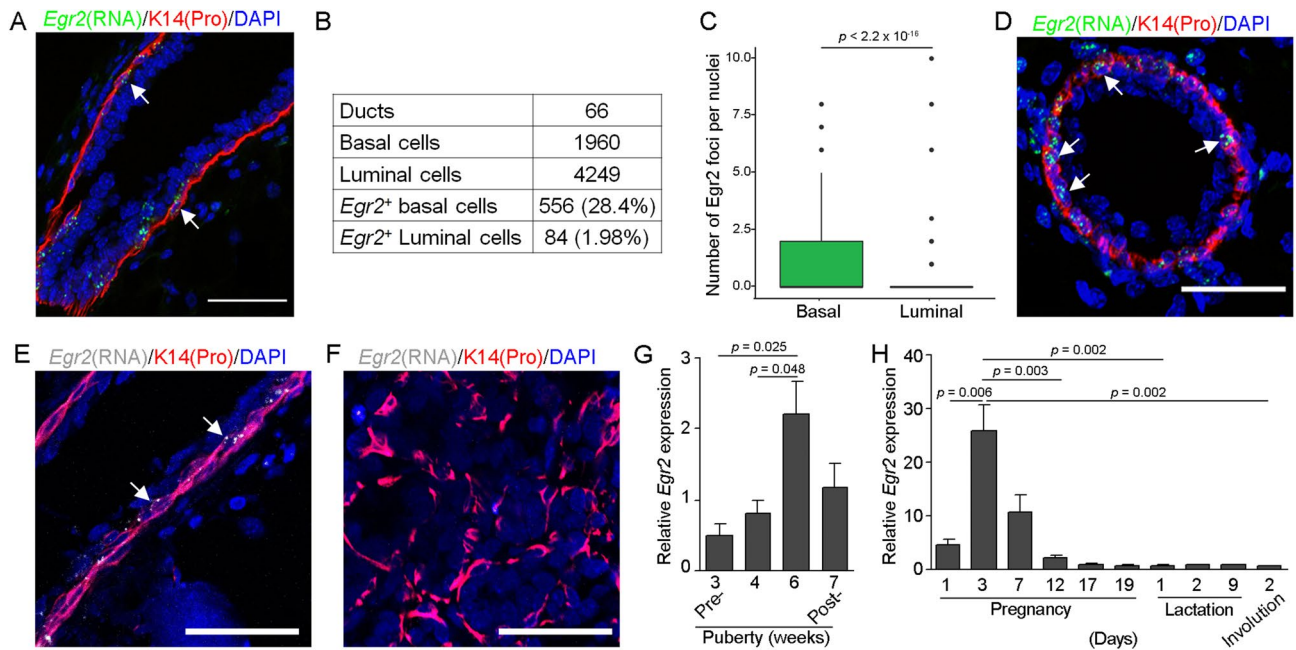 A
Egr2(RNA)/K14(Pro)/DAPI
B
Ducts 66
Basal cells 1960
Luminal cells 4249
Egr2+ basal cells 556 (28.4%)
Egr2+ Luminal cells 84 (1.98%)
C
p < 2.2 x 10-16
Number of Egr2 foci per nuclei
10.0
7.5
5.0
2.5
0.0
Basal Luminal
D
Egr2(RNA)/K14(Pro)/DAPI
E
Egr2(RNA)/K14(Pro)/DAPI
F
Egr2(RNA)/K14(Pro)/DAPI
G
Relative Egr2 expression
3
2
1
0
p = 0.025
p = 0.048
3 4 6 7
Pre- Post-
Puberty (weeks)
H
Relative Egr2 expression
40
30
20
10
0
p = 0.002
p = 0.003
p = 0.006 p = 0.002
1 3 7 12 17 19 1 2 9 2
Pregnancy Lactation Involution
(Days)